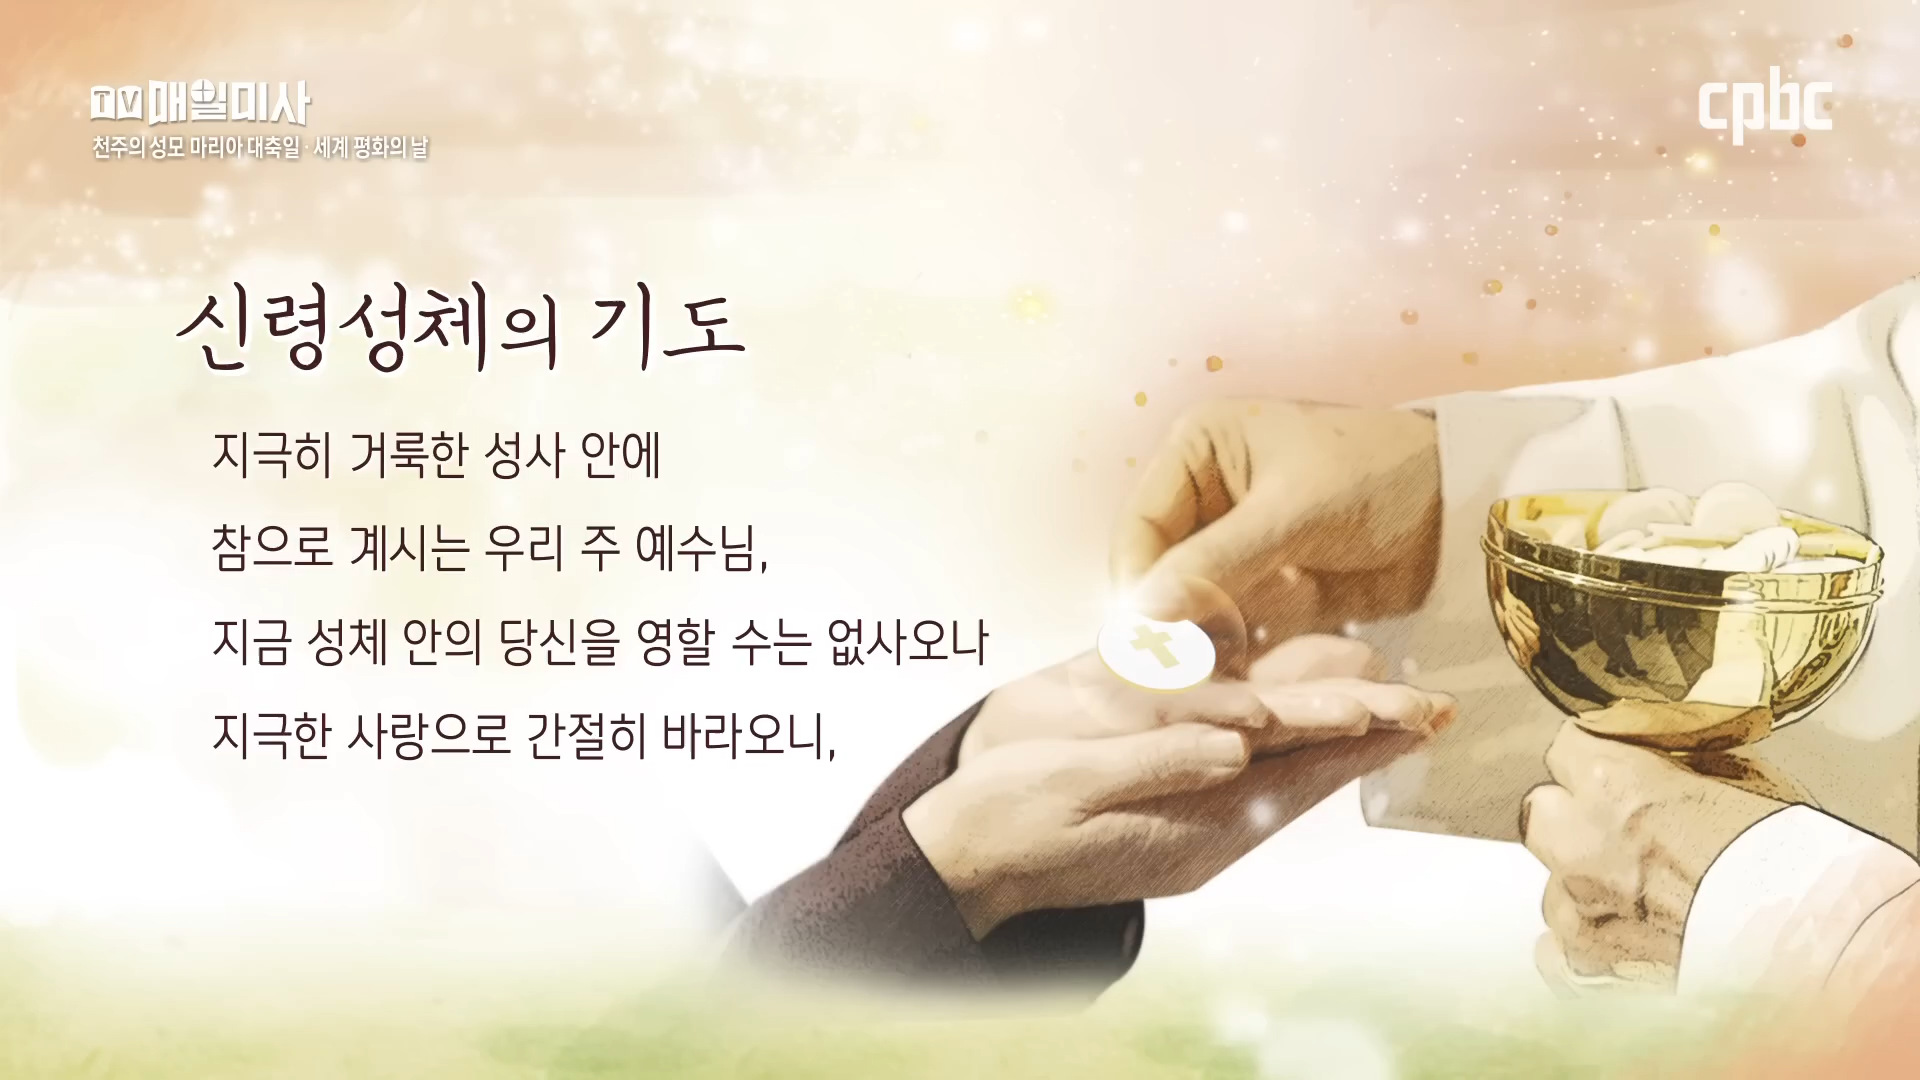 TV매일미사
천주의 성모 마리아 대축일 · 세계 평화의 날
cpbc
신령성체의 기도
지극히 거룩한 성사 안에
참으로 계시는 우리 주 예수님,
지금 성체 안의 당신을 영할 수는 없사오나
지극한 사랑으로 간절히 바라오니,